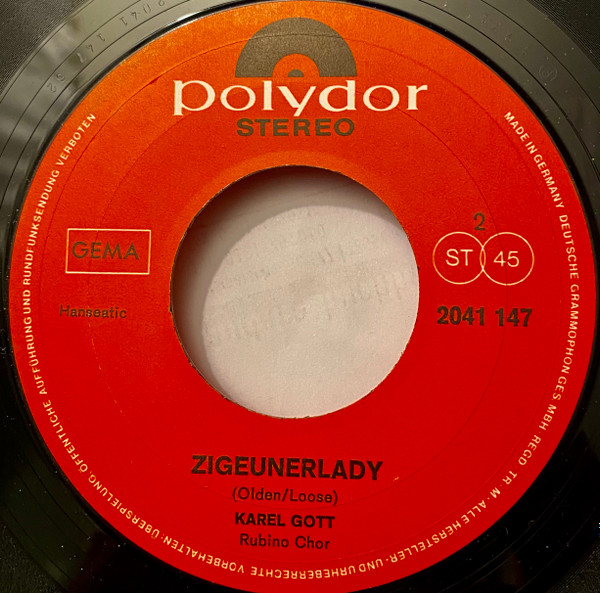 polydor
STEREO
GEMA
2
ST 45
Hanseatic
2041 147
ZIGEUNERLADY
(Olden/Loose)
KAREL GOTT
Rubino Chor
MADE IN GERMANY DEUTSCHE GRAMMOPHON GES MBH REGD. TR. M · ALLE HERSTELLER- UND URHEBERRECHTE VORBEHALTEN · ÜBERSPIELUNG, ÖFFENTLICHE AUFFÜHRUNG UND RUNDFUNKSENDUNG VERBOTEN